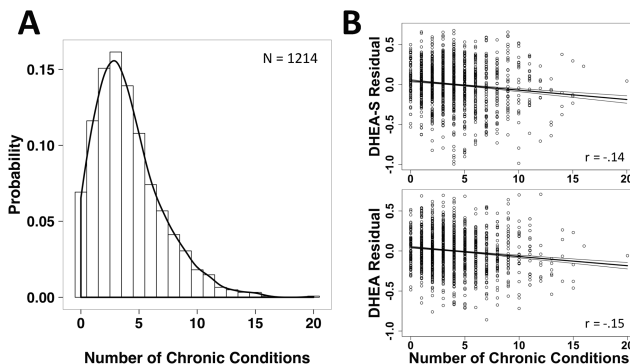 A
N = 1214
Probability
0.15
0.10
0.05
0.00
0 5 10 15 20
Number of Chronic Conditions
B
DHEA-S Residual
0.5
0.0
-0.5
-1.0
r = -.14
0 5 10 15 20
DHEA Residual
0.5
0.0
-0.5
-1.0
r = -.15
0 5 10 15 20
Number of Chronic Conditions